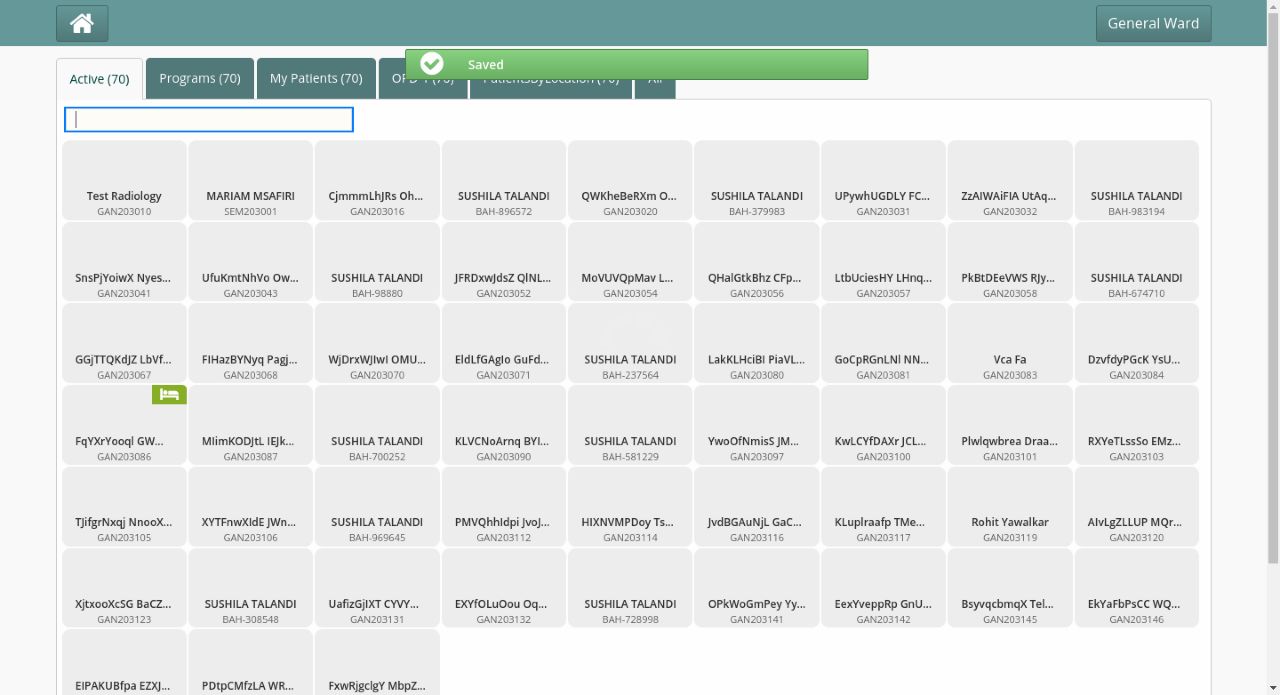 General Ward
Saved
Active (70)
Programs (70)
My Patients (70)
Test Radiology
GAN203010
MARIAM MSAFIRI
SEM203001
CjmmmLhJRs Oh...
GAN203016
SUSHILA TALANDI
BAH-896572
QWKheBeRXm O...
GAN203020
SUSHILA TALANDI
BAH-379983
UPywhUGDLY FC...
GAN203031
ZzAIWAiFIA UtAq...
GAN203032
SUSHILA TALANDI
BAH-983194
SnsPjYoiwX Nyes...
GAN203041
UfuKmtNhVo Ow...
GAN203043
SUSHILA TALANDI
BAH-98880
JFRDxwJdsZ QlNL...
GAN203052
MoVUVQpMav L...
GAN203054
QHalGtkBhz CFp...
GAN203056
LtbUciesHY LHnq...
GAN203057
PkBtDEeVWS RJy...
GAN203058
SUSHILA TALANDI
BAH-674710
GGjTTQKdJZ LbVf...
GAN203067
FIHazBYNyq Pagj...
GAN203068
WjDrxWJIwI OMU...
GAN203070
EldLfGAgIo GuFd...
GAN203071
SUSHILA TALANDI
BAH-237564
LakKLHciBI PiaVL...
GAN203080
GoCpRGnLNl NN...
GAN203081
Vca Fa
GAN203083
DzvfdyPGcK YsU...
GAN203084
FqYXrYooql GW...
GAN203086
MIimKODJtL IEJk...
GAN203087
SUSHILA TALANDI
BAH-700252
KLVCNoArnq BYI...
GAN203090
SUSHILA TALANDI
BAH-581229
YwoOfNmisS JM...
GAN203097
KwLCYfDAXr JCL...
GAN203100
Plwlqwbrea Draa...
GAN203101
RXYeTLssSo EMz...
GAN203103
TJifgrNxqj NnooX...
GAN203105
XYTFnwXIdE JWn...
GAN203106
SUSHILA TALANDI
BAH-969645
PMVQhhIdpi JvoJ...
GAN203112
HIXNVMPDoy Ts...
GAN203114
JvdBGAuNjL GaC...
GAN203116
KLuplraafp TMe...
GAN203117
Rohit Yawalkar
GAN203119
AIvLgZLLUP MQr...
GAN203120
XjtxooXcSG BaCZ...
GAN203123
SUSHILA TALANDI
BAH-308548
UafizGjIXT CYVY...
GAN203131
EXYfOLuOou Oq...
GAN203132
SUSHILA TALANDI
BAH-728998
OPkWoGmPey Yy...
GAN203141
EexYveppRp GnU...
GAN203142
BsyvqcbmqX Tel...
GAN203145
EkYaFbPsCC WQ...
GAN203146
EIPAKUBfpa EZXJ...
PDtpCMfzLA WR...
FxwRjgclgY MbpZ...